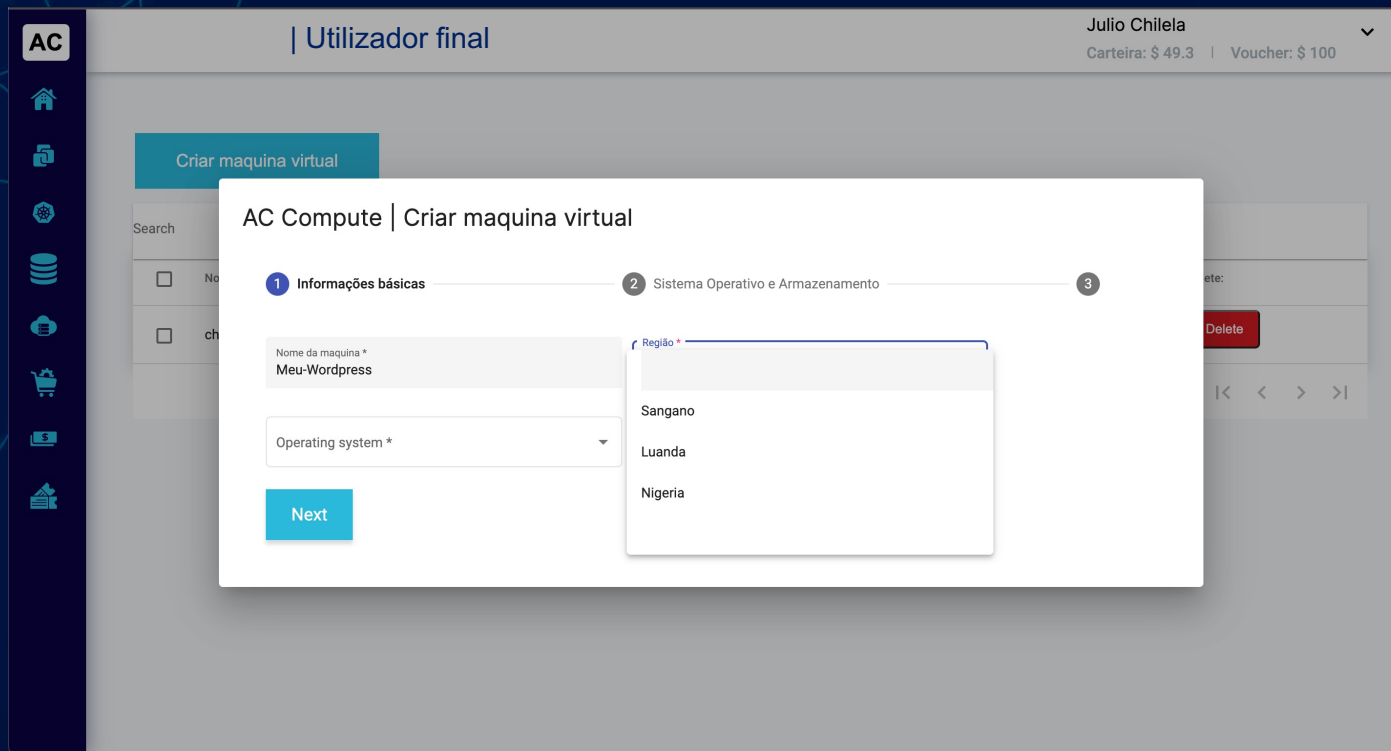 AC
| Utilizador final
Julio Chilela
Carteira: $ 49.3 | Voucher: $ 100
Criar maquina virtual
Search
AC Compute | Criar maquina virtual
1 Informações básicas
2 Sistema Operativo e Armazenamento
3
Nome da maquina *
Meu-Wordpress
Região *
Sangano
Luanda
Nigeria
Operating system *
Next
Delete